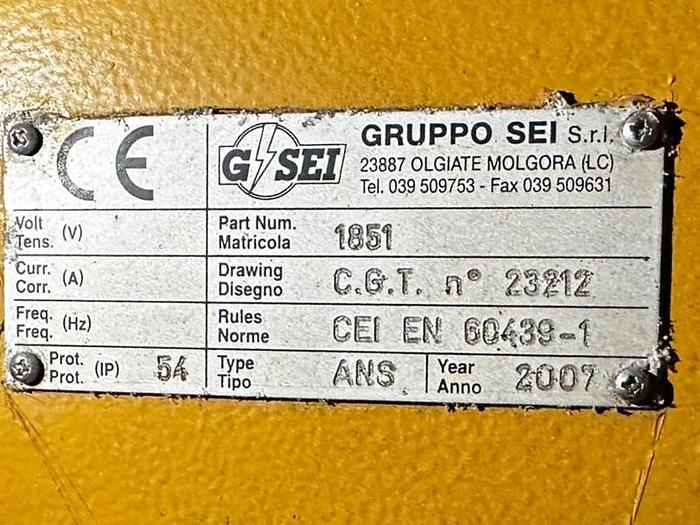 CE
G SEI
GRUPPO SEI S.r.l.
23887 OLGIATE MOLGORA (LC)
Tel. 039 509753 - Fax 039 509631
Volt
Tens. (V)
Part Num.
Matricola 1851
Curr.
Corr. (A)
Drawing
Disegno C.G.T. n° 23212
Freq.
Freq. (Hz)
Rules
Norme CEI EN 60439-1
Prot.
Prot. (IP) 54
Type
Tipo ANS
Year
Anno 2007